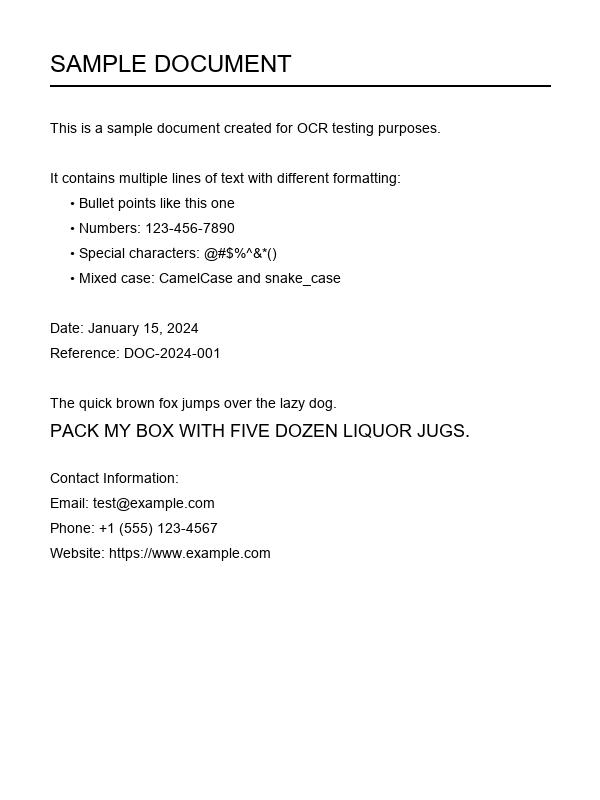 SAMPLE DOCUMENT
This is a sample document created for OCR testing purposes.
It contains multiple lines of text with different formatting:
• Bullet points like this one
• Numbers: 123-456-7890
• Special characters: @#$%^&*()
• Mixed case: CamelCase and snake_case
Date: January 15, 2024
Reference: DOC-2024-001
The quick brown fox jumps over the lazy dog.
PACK MY BOX WITH FIVE DOZEN LIQUOR JUGS.
Contact Information:
Email: test@example.com
Phone: +1 (555) 123-4567
Website: https://www.example.com